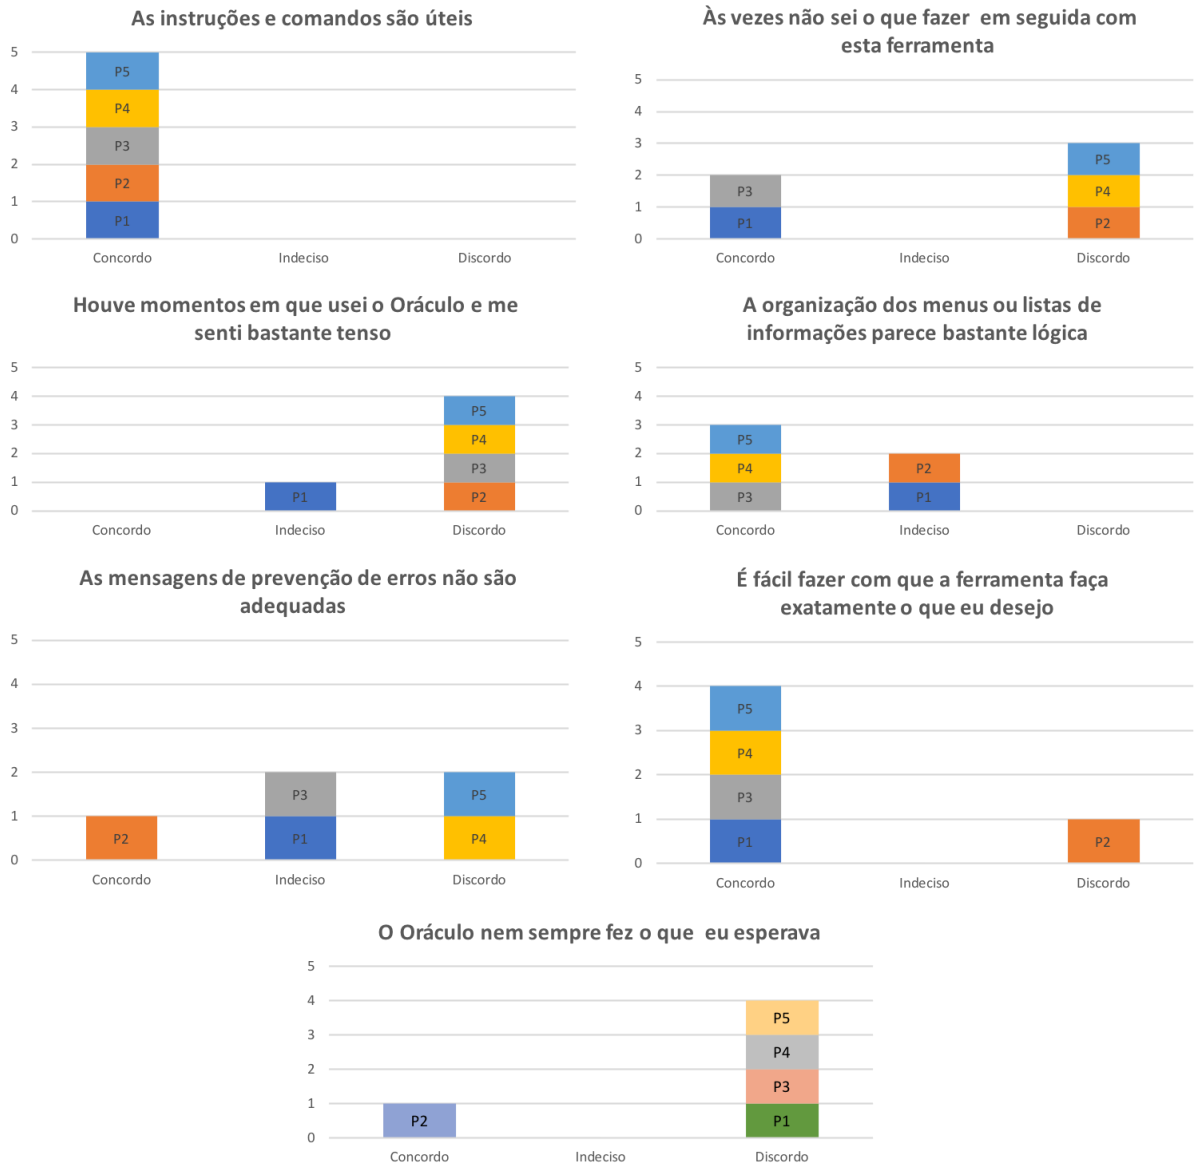 As instruções e comandos são úteis
5
4
3
2
1
0
P5
P4
P3
P2
P1
Concordo Indeciso Discordo
Às vezes não sei o que fazer em seguida com
esta ferramenta
5
4
3
2
1
0
P3
P1
P5
P4
P2
Concordo Indeciso Discordo
Houve momentos em que usei o Oráculo e me
senti bastante tenso
5
4
3
2
1
0
P1
P5
P4
P3
P2
Concordo Indeciso Discordo
A organização dos menus ou listas de
informações parece bastante lógica
5
4
3
2
1
0
P5
P4
P3
P2
P1
Concordo Indeciso Discordo
As mensagens de prevenção de erros não são
adequadas
5
4
3
2
1
0
P2
P3
P1
P5
P4
Concordo Indeciso Discordo
É fácil fazer com que a ferramenta faça
exatamente o que eu desejo
5
4
3
2
1
0
P5
P4
P3
P1
P2
Concordo Indeciso Discordo
O Oráculo nem sempre fez o que eu esperava
5
4
3
2
1
0
P2
P5
P4
P3
P1
Concordo Indeciso Discordo